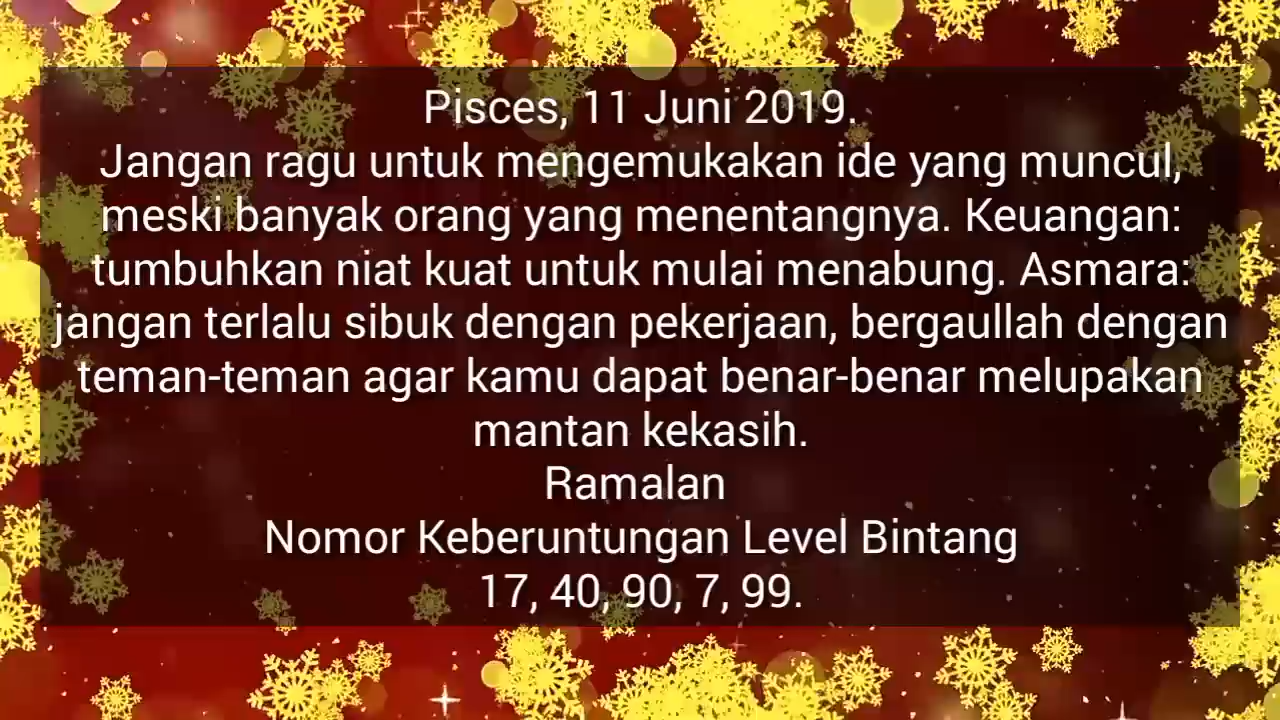 Pisces, 11 Juni 2019.
Jangan ragu untuk mengemukakan ide yang muncul,
meski banyak orang yang menentangnya. Keuangan:
tumbuhkan niat kuat untuk mulai menabung. Asmara:
jangan terlalu sibuk dengan pekerjaan, bergaullah dengan
teman-teman agar kamu dapat benar-benar melupakan
mantan kekasih.
Ramalan
Nomor Keberuntungan Level Bintang
17, 40, 90, 7, 99.